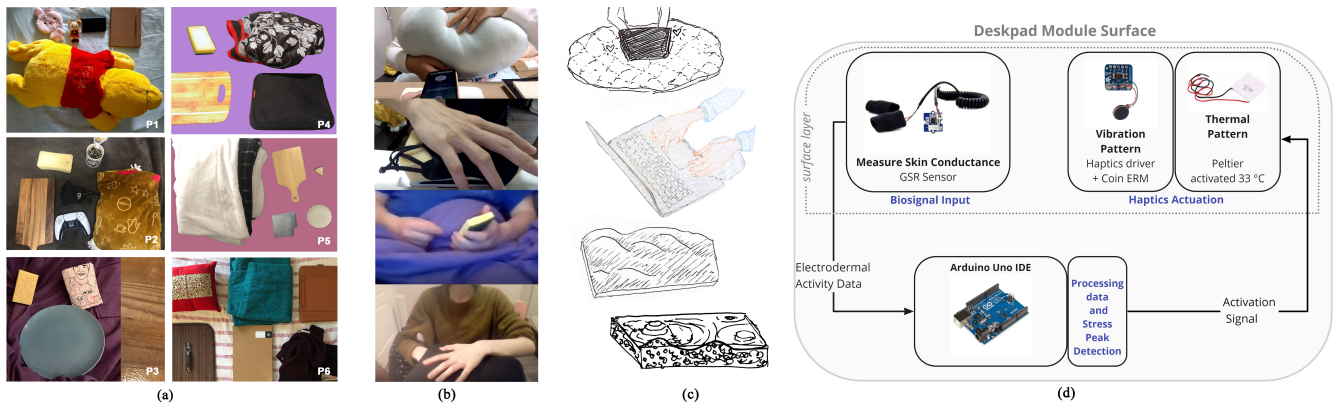 P1
P4
P2
P5
P3
P6
(a)
(b)
(c)
Deskpad Module Surface
surface layer
Measure Skin Conductance
GSR Sensor
Biosignal Input
Vibration
Pattern
Haptics driver
+ Coin ERM
Thermal
Pattern
Peltier
activated 33 °C
Haptics Actuation
Electrodermal
Activity Data
Arduino Uno IDE
Processing
data
and
Stress
Peak
Detection
Activation
Signal
(d)